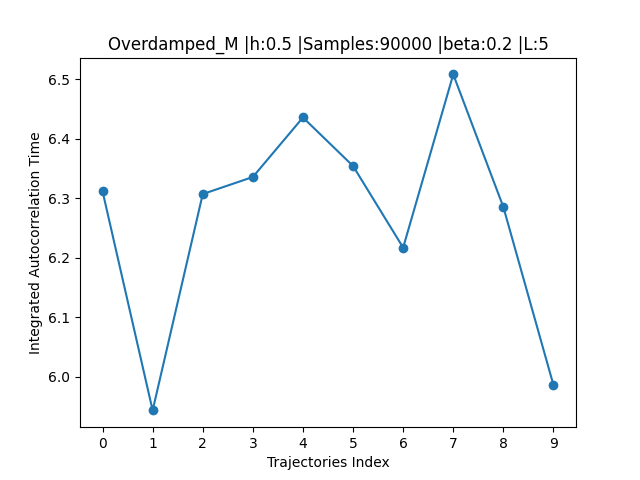 Overdamped_M |h:0.5 |Samples:90000 |beta:0.2 |L:5
Integrated Autocorrelation Time
6.5
6.4
6.3
6.2
6.1
6.0
0 1 2 3 4 5 6 7 8 9
Trajectories Index